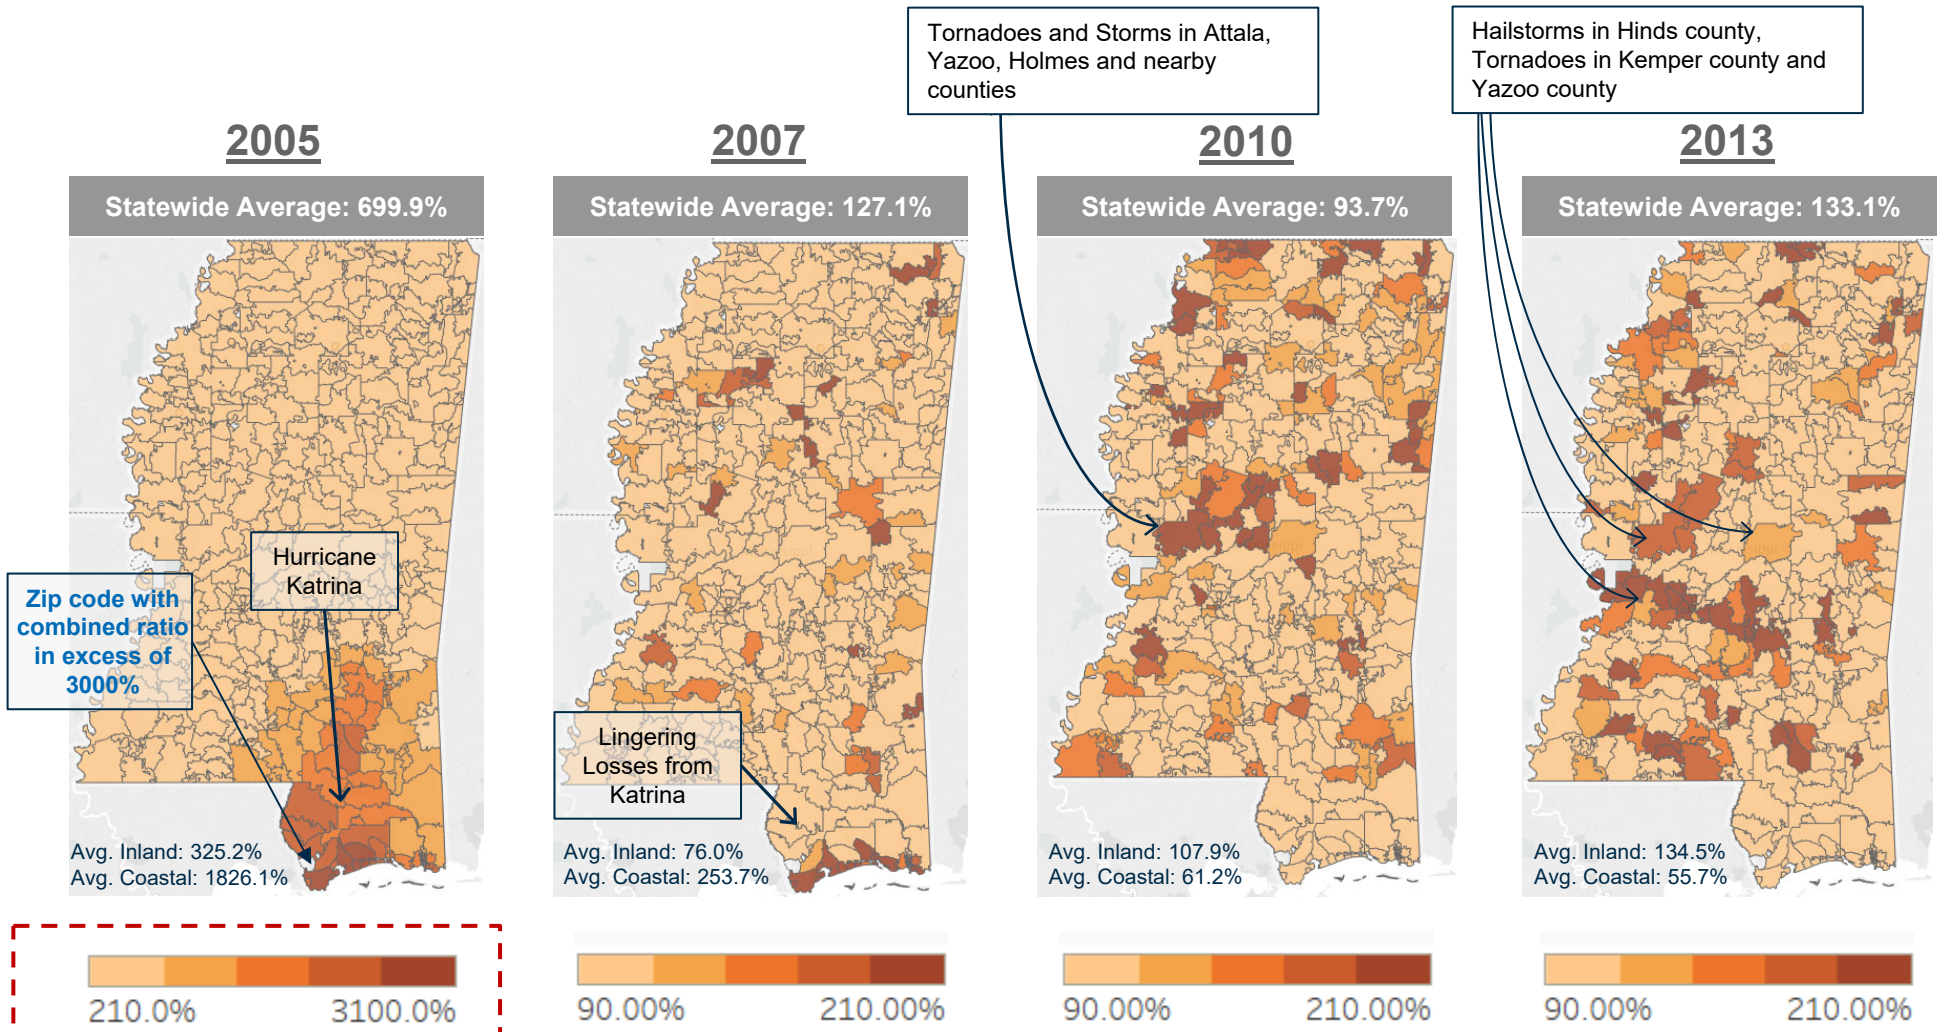 Tornadoes and Storms in Attala,
Yazoo, Holmes and nearby
counties
Hailstorms in Hinds county,
Tornadoes in Kemper county and
Yazoo county
2005
2007
2010
2013
Statewide Average: 699.9%
Statewide Average: 127.1%
Statewide Average: 93.7%
Statewide Average: 133.1%
Hurricane
Katrina
Zip code with
combined ratio
in excess of
3000%
Lingering
Losses from
Katrina
Avg. Inland: 325.2%
Avg. Coastal: 1826.1%
Avg. Inland: 76.0%
Avg. Coastal: 253.7%
Avg. Inland: 107.9%
Avg. Coastal: 61.2%
Avg. Inland: 134.5%
Avg. Coastal: 55.7%
210.0% 3100.0%
90.00% 210.00%
90.00% 210.00%
90.00% 210.00%